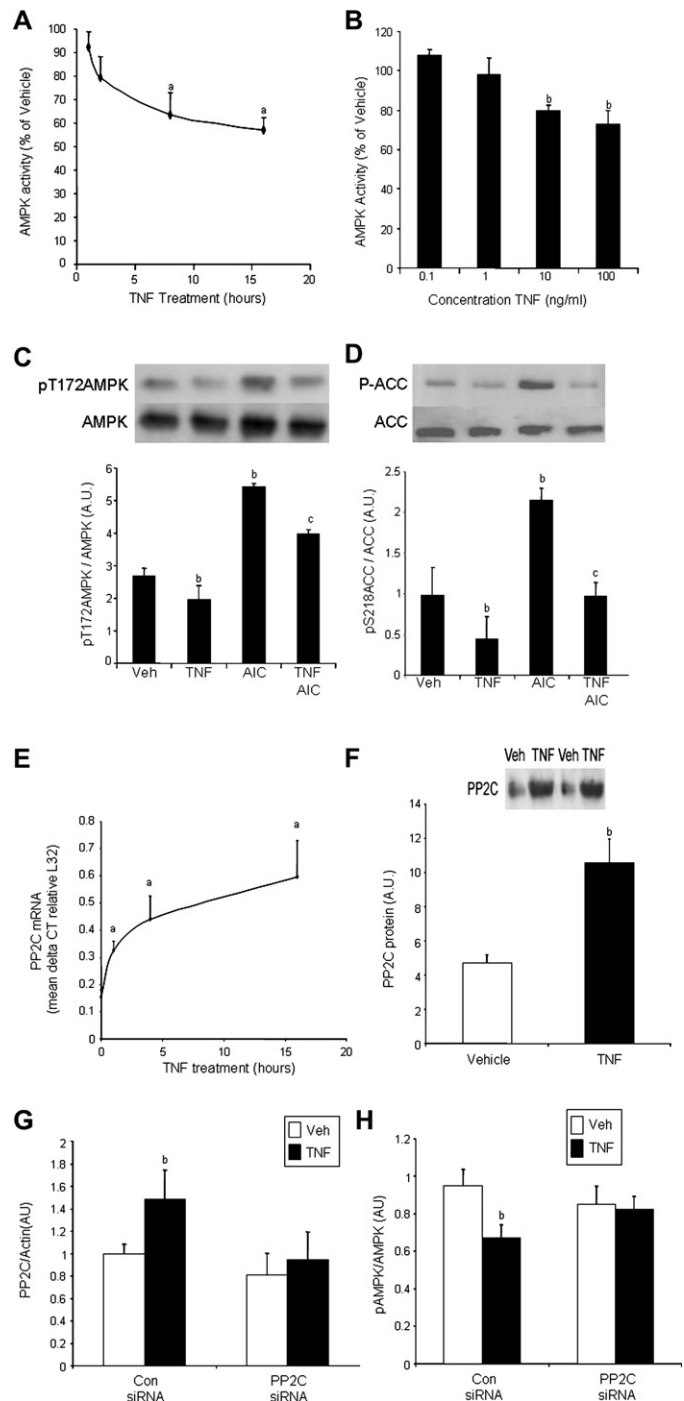 A
AMPK activity (% of Vehicle)
100
90
80
70
60
50
40
30
20
10
0
a
a
0
5
10
15
20
TNF Treatment (hours)
B
AMPK Activity (% of Vehicle)
120
100
80
60
40
20
0
b
b
0.1
1
10
100
Concentration TNF (ng/ml)
C
pT172AMPK
AMPK
pT172AMPK / AMPK (A.U.)
6
5
4
3
2
1
0
b
b
c
Veh
TNF
AIC
TNF
AIC
D
P-ACC
ACC
pS218ACC / ACC (A.U.)
2.5
2
1.5
1
0.5
0
b
b
c
Veh
TNF
AIC
TNF
AIC
E
PP2C mRNA
(mean delta CT relative L32)
0.8
0.7
0.6
0.5
0.4
0.3
0.2
0.1
a
a
a
0
5
10
15
20
TNF treatment (hours)
F
Veh TNF Veh TNF
PP2C
PP2C protein (A.U.)
14
12
10
8
6
4
2
0
b
Vehicle
TNF
G
Veh
TNF
PP2C/Actin(AU)
2
1.8
1.6
1.4
1.2
1
0.8
0.6
0.4
0.2
0
b
Con
siRNA
PP2C
siRNA
H
Veh
TNF
pAMPK/AMPK (AU)
1.2
1
0.8
0.6
0.4
0.2
0
b
Con
siRNA
PP2C
siRNA